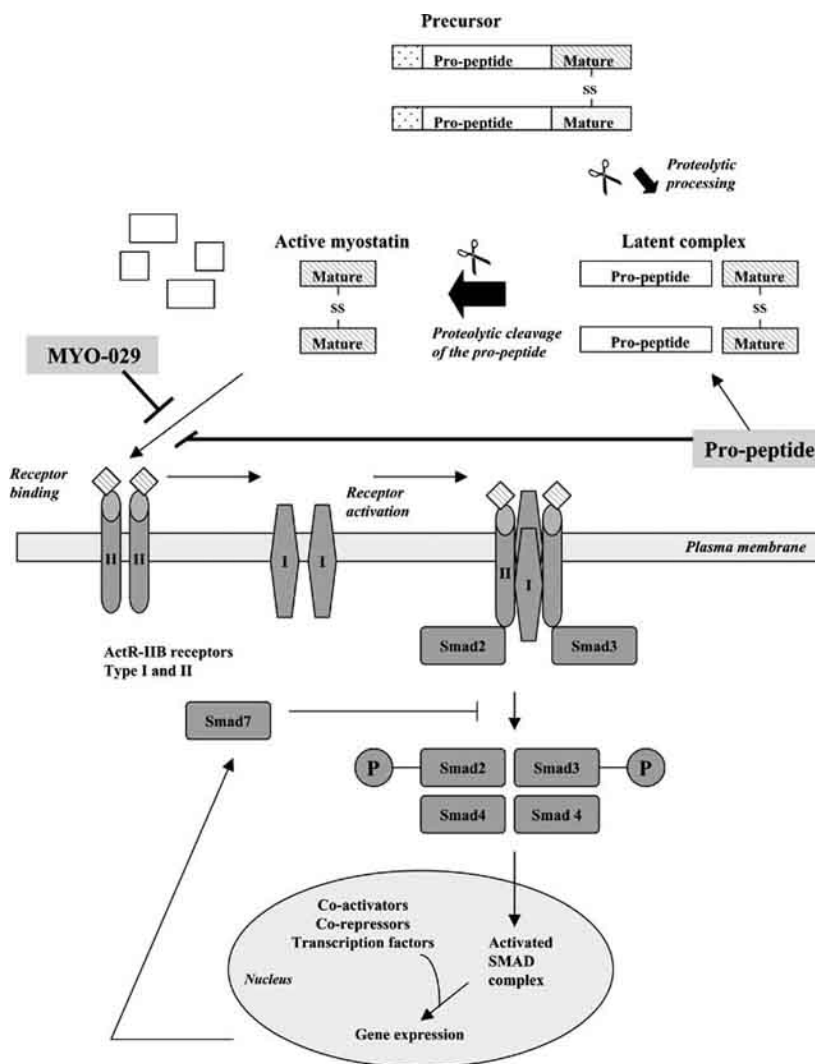 Precursor
Pro-peptide Mature
SS
Pro-peptide Mature
Proteolytic
processing
Active myostatin
Latent complex
Mature
SS
Mature
Pro-peptide Mature
SS
Pro-peptide Mature
Proteolytic cleavage
of the pro-peptide
MYO-029
Pro-peptide
Receptor
binding
Receptor
activation
Plasma membrane
II II
I I
II I
Smad2 Smad3
ActR-IIB receptors
Type I and II
Smad7
P Smad2 Smad3 P
Smad4 Smad 4
Co-activators
Co-repressors
Transcription factors
Activated
SMAD
complex
Nucleus
Gene expression